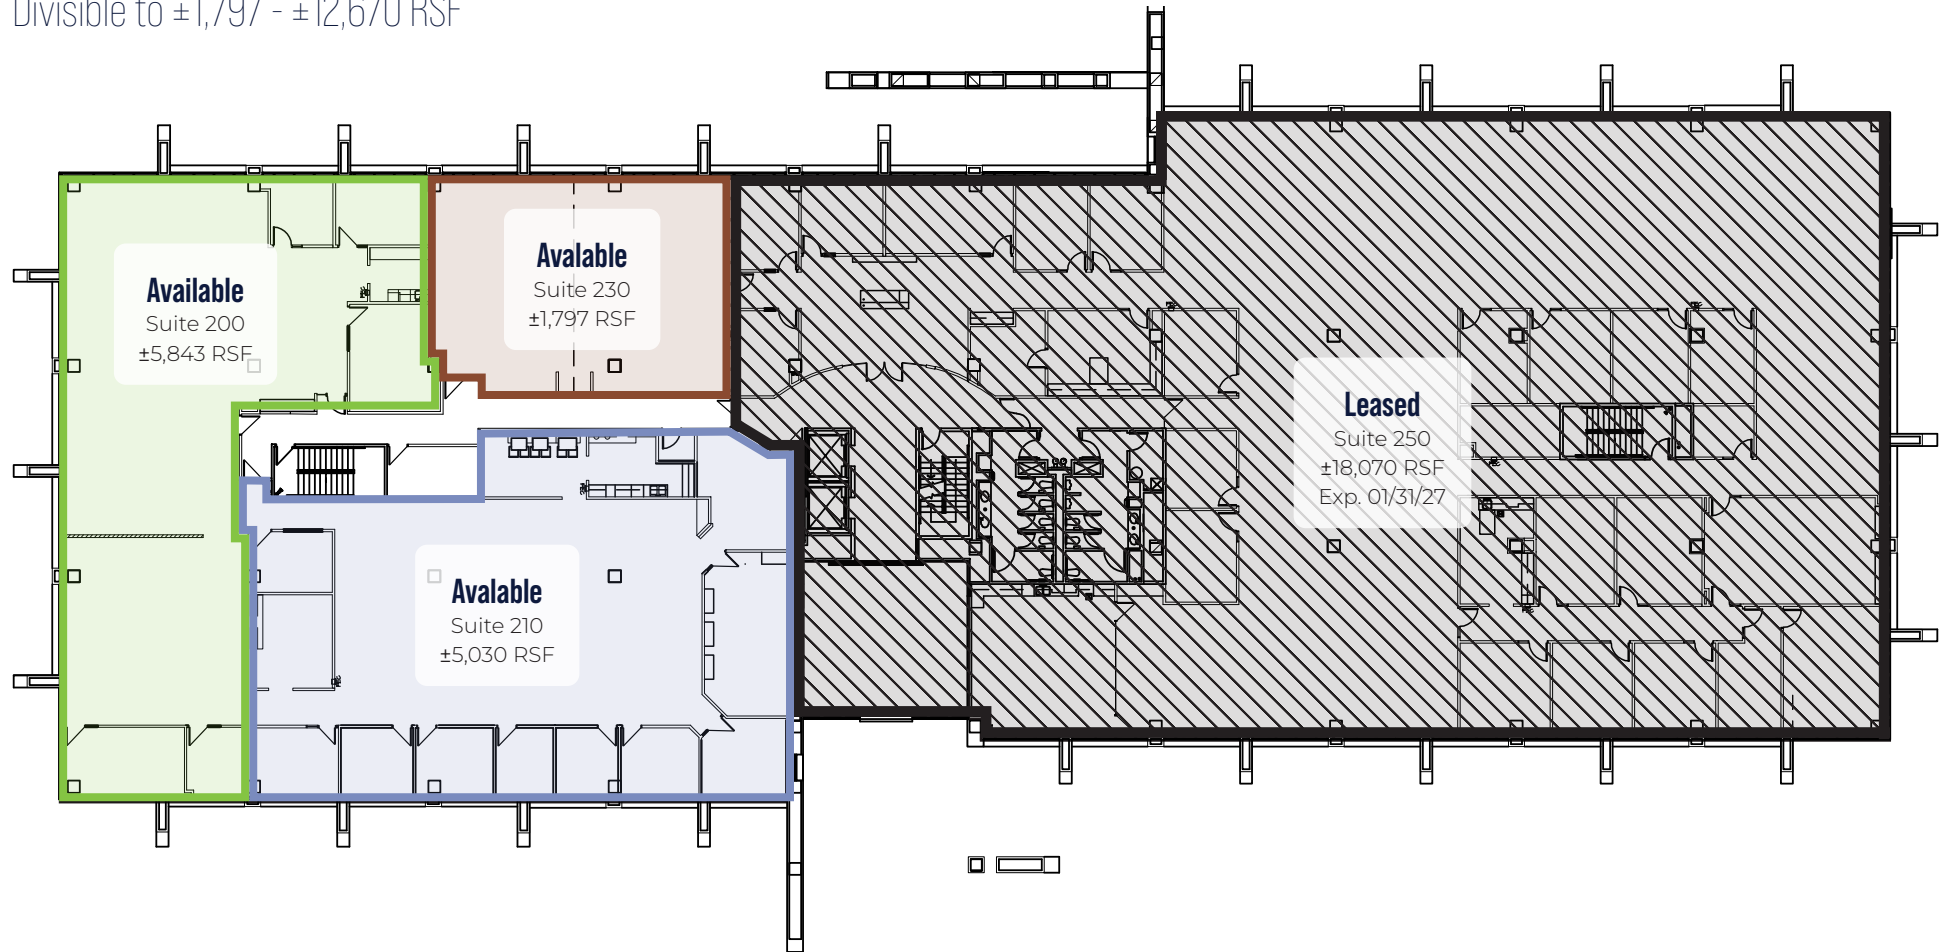 Divisible to ±1,797 - ±12,670 RSF
Available
Suite 200
±5,843 RSF
Avalable
Suite 230
±1,797 RSF
Avalable
Suite 210
±5,030 RSF
Leased
Suite 250
±18,070 RSF
Exp. 01/31/27